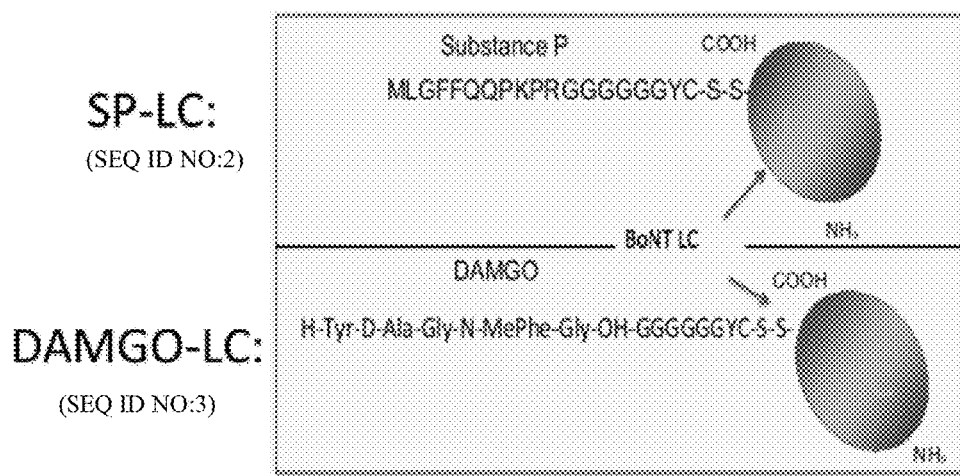 SP-LC:
(SEQ ID NO:2)
Substance P
COOH
MLGFFQQPKPRGGGGGGYC-S-S-
NH₂
BoNT LC
DAMGO-LC:
(SEQ ID NO:3)
DAMGO
COOH
H-Tyr-D-Ala-Gly-N-MePhe-Gly-OH-GGGGGGYC-S-S-
NH₂